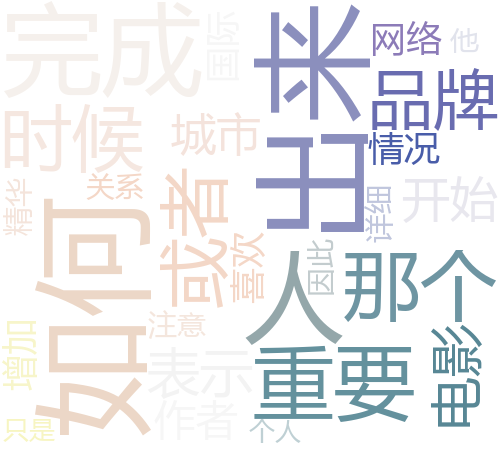 完成
国际
出来
网络
他
品牌
时候
城市
情况
精华
关系
如何
或者
喜欢
详细
开始
因此
人
那个
增加
注意
表示
重要
电影
只是
作者
个人